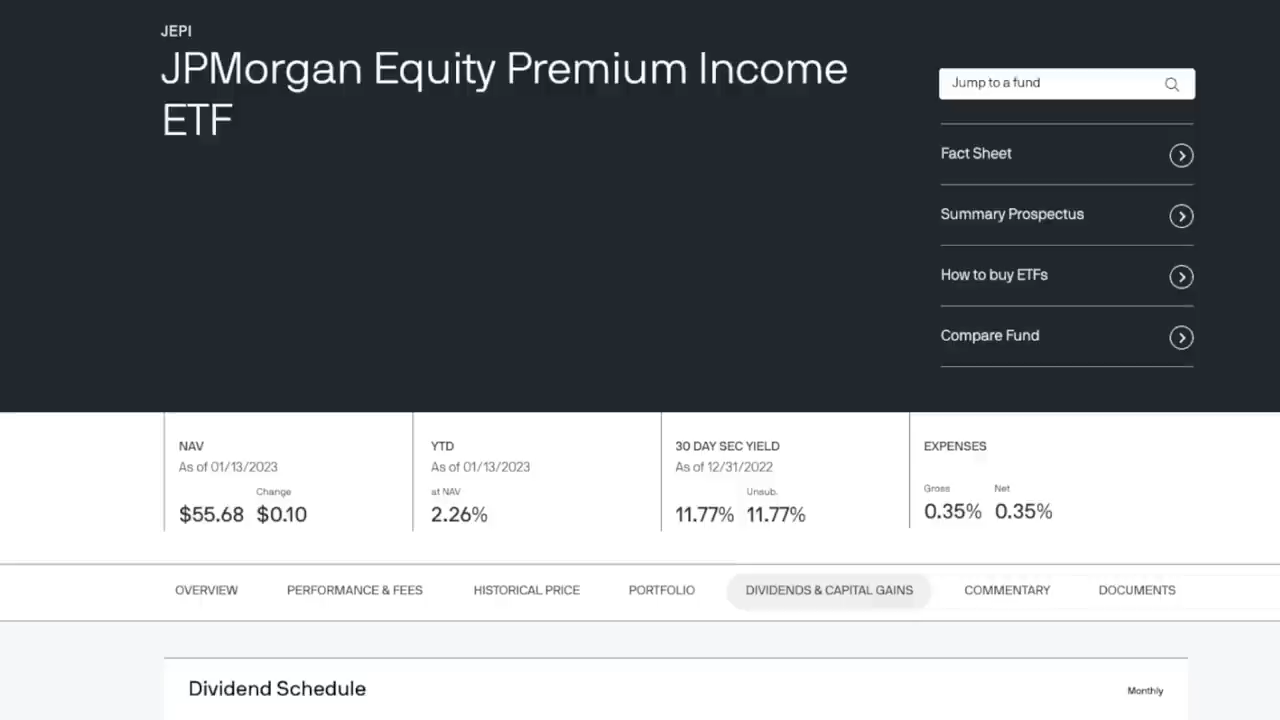 JEPI
JPMorgan Equity Premium Income
ETF
Jump to a fund
Fact Sheet
Summary Prospectus
How to buy ETFs
Compare Fund
NAV
As of 01/13/2023
Change
$55.68 $0.10
YTD
As of 01/13/2023
at NAV
2.26%
30 DAY SEC YIELD
As of 12/31/2022
Unsub.
11.77% 11.77%
EXPENSES
Gross Net
0.35% 0.35%
OVERVIEW PERFORMANCE & FEES HISTORICAL PRICE PORTFOLIO DIVIDENDS & CAPITAL GAINS COMMENTARY DOCUMENTS
Dividend Schedule Monthly